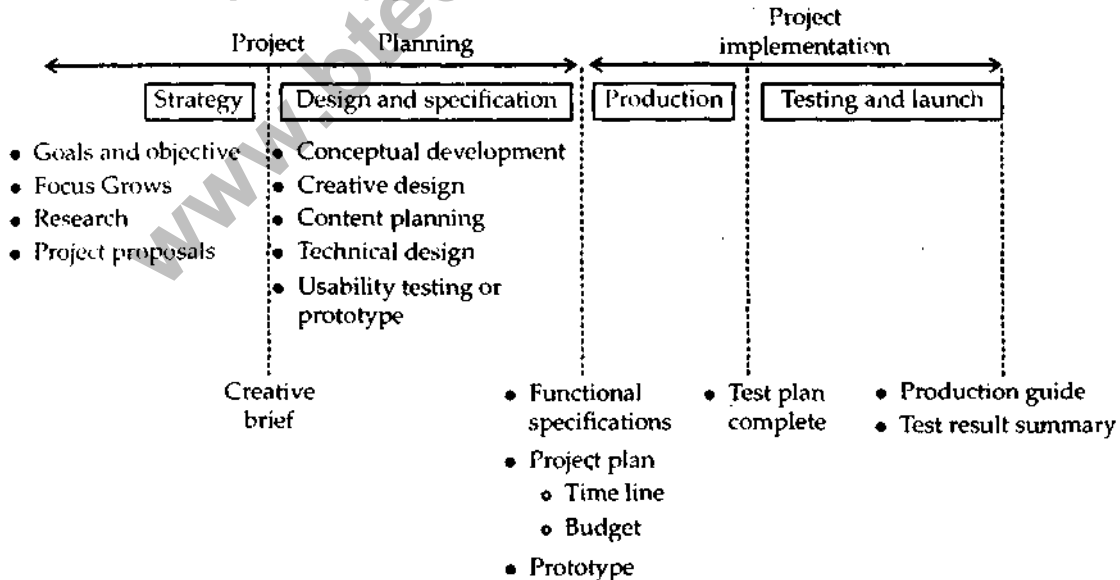 Project Planning
Project
implementation
Strategy
Design and specification
Production
Testing and launch
• Goals and objective
• Focus Grows
• Research
• Project proposals
• Conceptual development
• Creative design
• Content planning
• Technical design
• Usability testing or
prototype
Creative
brief
• Functional
specifications
• Project plan
o Time line
o Budget
• Prototype
• Test plan
complete
• Production guide
• Test result summary